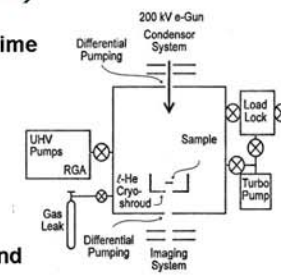 ime
nd
200 kV e-Gun
Condensor
System
Differential
Pumping
Load
Lock
UHV
Pumps
RGA
Sample
ℓ-He
Cryo-
shroud
Turbo
Pump
Gas
Leak
Differential
Pumping
Imaging
System